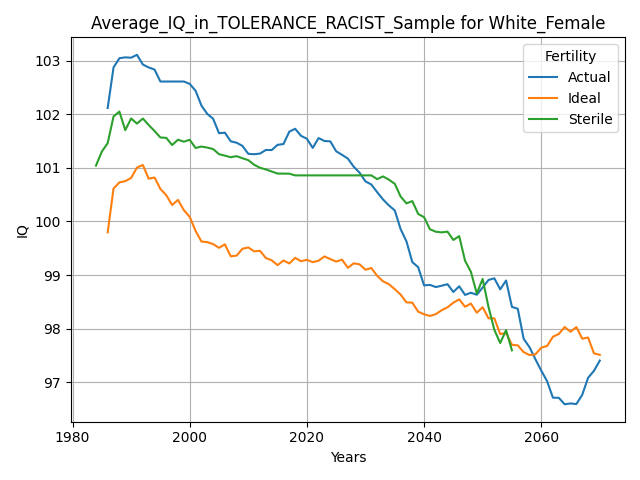 Average_IQ_in_TOLERANCE_RACIST_Sample for White_Female
Fertility
Actual
Ideal
Sterile
IQ
103
102
101
100
99
98
97
1980
2000
2020
2040
2060
Years